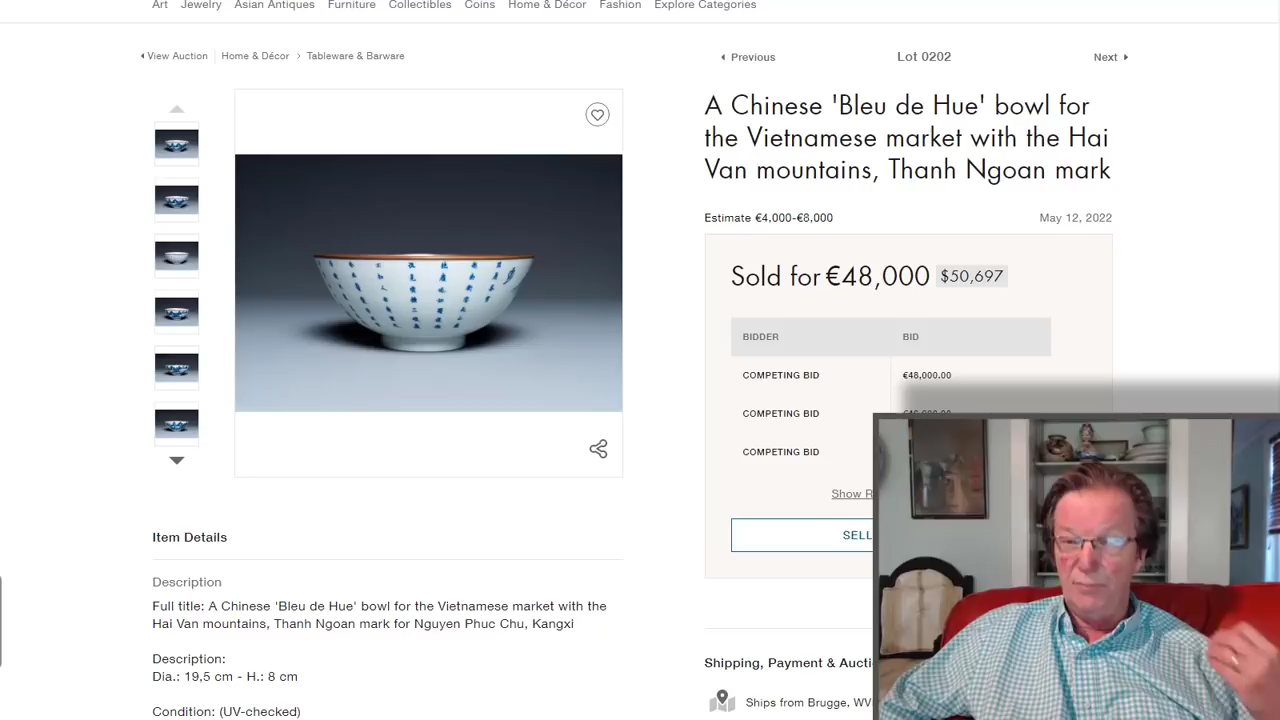 Art Jewelry Asian Antiques Furniture Collectibles Coins Home & Décor Fashion Explore Categories
View Auction Home & Décor › Tableware & Barware
Previous Lot 0202 Next
A Chinese 'Bleu de Hue' bowl for
the Vietnamese market with the Hai
Van mountains, Thanh Ngoan mark
Estimate €4,000-€8,000 May 12, 2022
Sold for €48,000 $50,697
BIDDER BID
COMPETING BID €48,000.00
COMPETING BID
COMPETING BID
Show R
SELL
Item Details
Description
Full title: A Chinese 'Bleu de Hue' bowl for the Vietnamese market with the
Hai Van mountains, Thanh Ngoan mark for Nguyen Phuc Chu, Kangxi
Description:
Dia.: 19,5 cm - H.: 8 cm
Condition: (UV-checked)
Shipping, Payment & Aucti
Ships from Brugge, WV